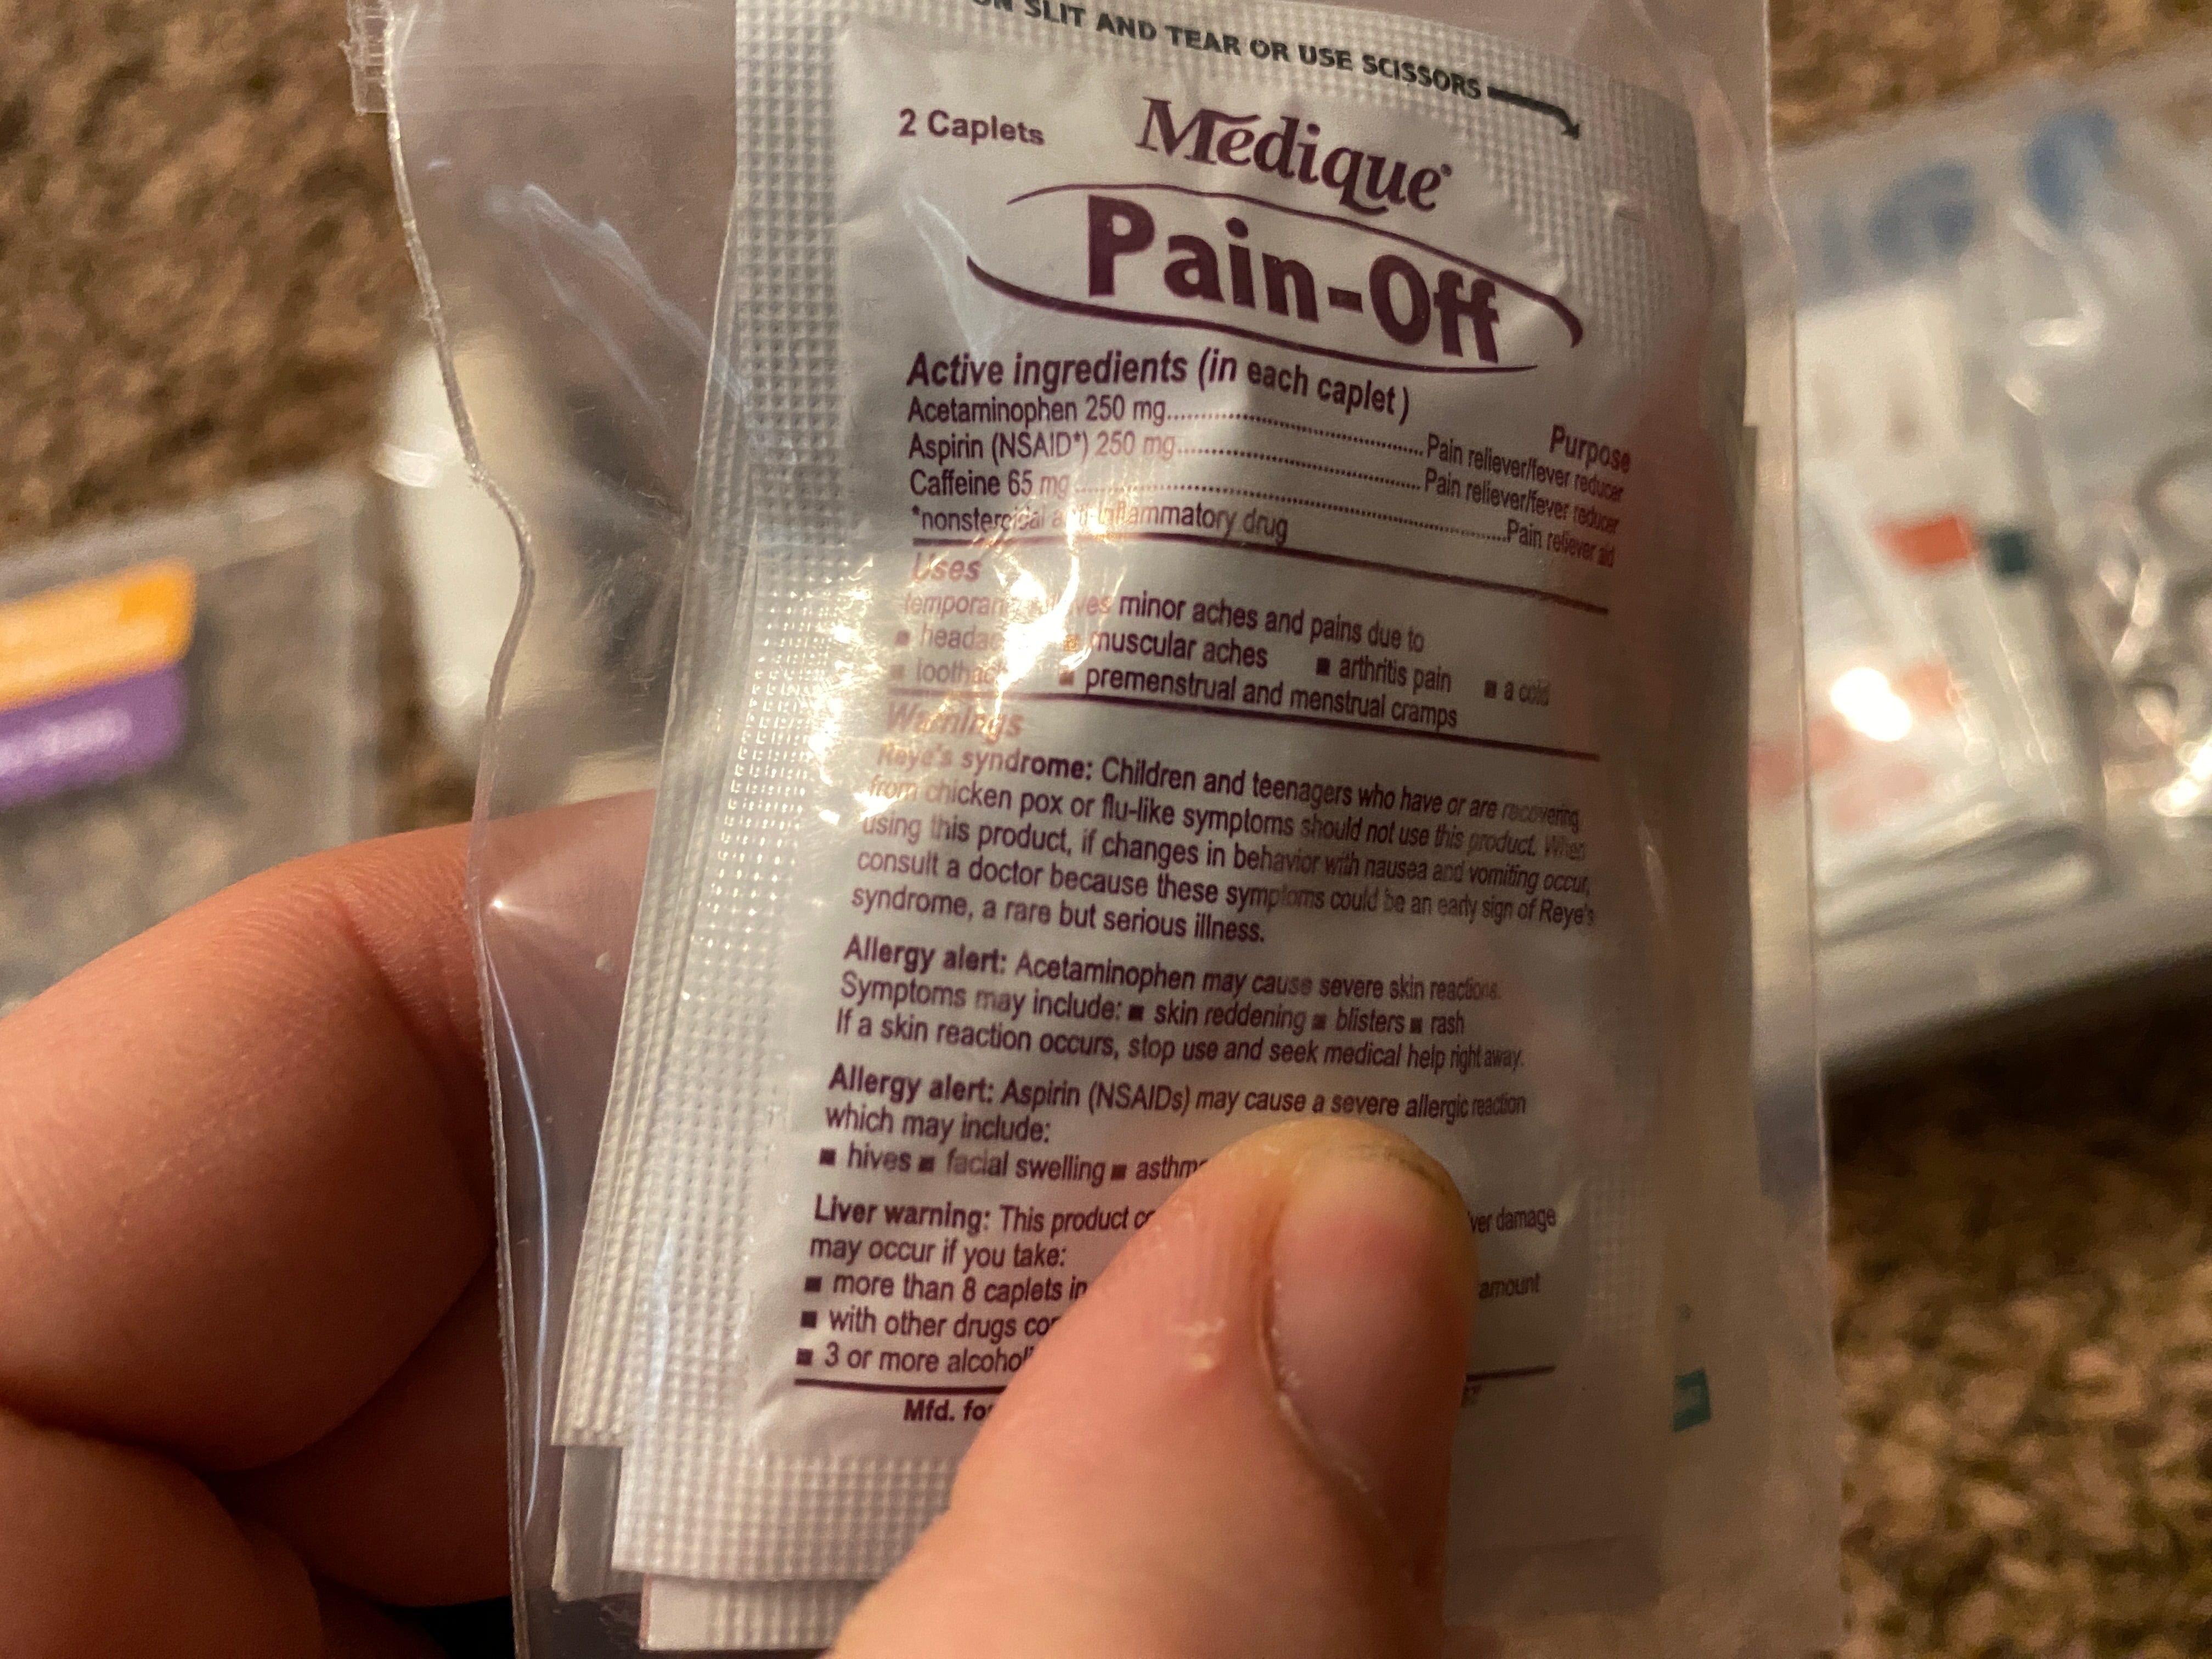 ON SLIT AND TEAR OR USE SCISSORS
2 Caplets
Medique®
Pain-Off
Active ingredients (in each caplet)
Purpose
Acetaminophen 250 mg..........Pain reliever/fever reducer
Aspirin (NSAID*) 250 mg..........Pain reliever/fever reducer
Caffeine 65 mg..........Pain reliever aid
*nonsteroidal anti-inflammatory drug
Uses
minor aches and pains due to
■ muscular aches ■ arthritis pain ■ a cold
■ premenstrual and menstrual cramps
Warnings
Reye's syndrome: Children and teenagers who have or are recovering
from chicken pox or flu-like symptoms should not use this product. When
using this product, if changes in behavior with nausea and vomiting occur,
consult a doctor because these symptoms could be an early sign of Reye's
syndrome, a rare but serious illness.
Allergy alert: Acetaminophen may cause severe skin reactions.
Symptoms may include: ■ skin reddening ■ blisters ■ rash
If a skin reaction occurs, stop use and seek medical help right away.
Allergy alert: Aspirin (NSAIDs) may cause a severe allergic reaction
which may include:
■ hives ■ facial swelling ■ asthm
Liver warning: This product damage
may occur if you take:
■ more than 8 caplets in amount
■ with other drugs
■ 3 or more
Mfd.